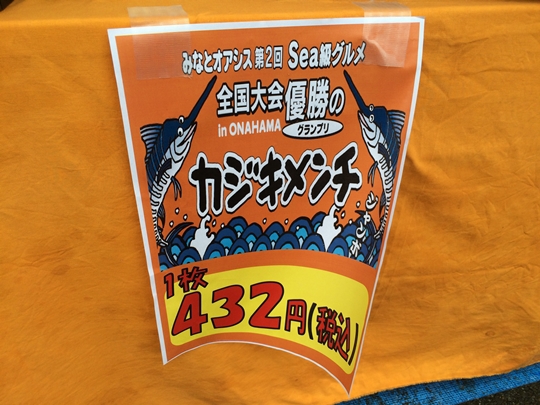 みなとオアシス第2回 Sea級グルメ
全国大会優勝の
in ONAHAMA
グランプリ
カジキメンチ
1枚
432円(税込)